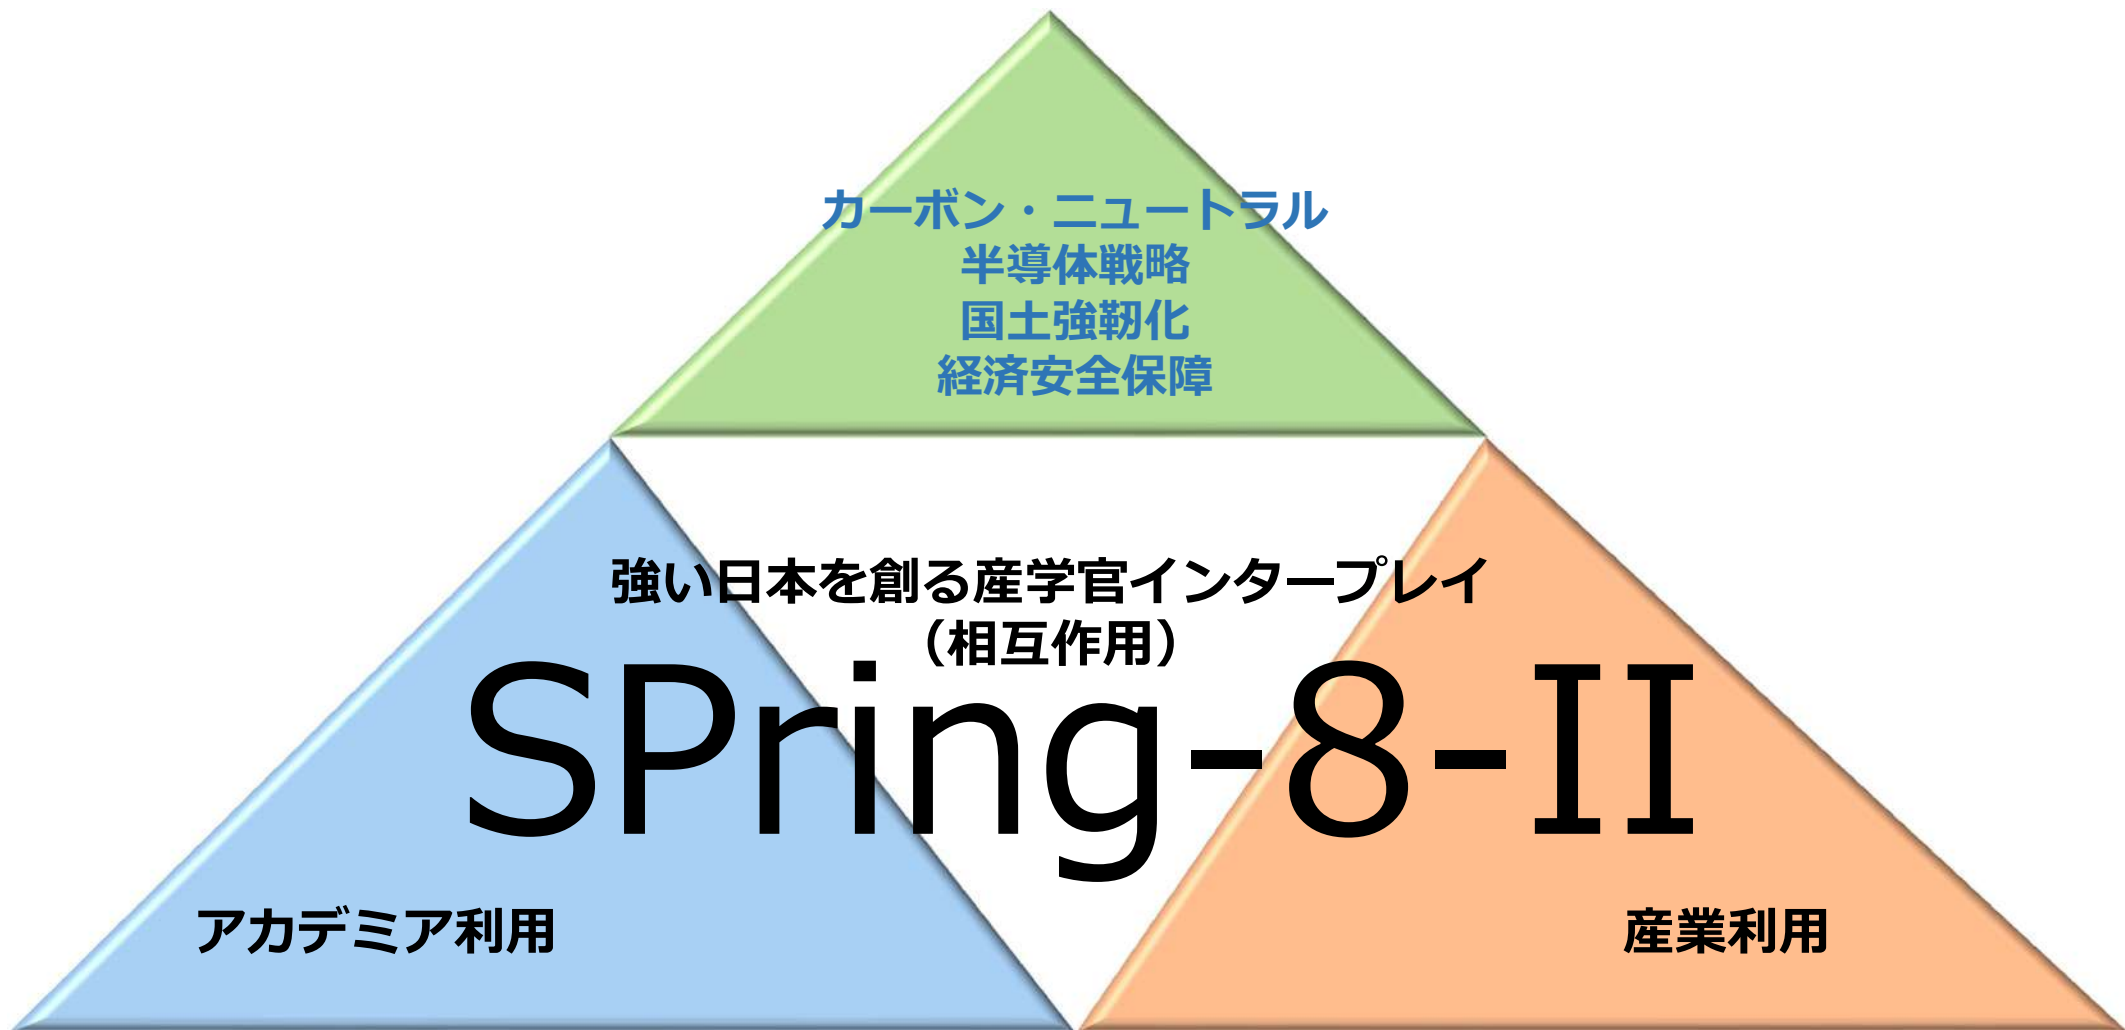 カーボン・ニュートラル
半導体戦略
国土強靭化
経済安全保障
強い日本を創る産学官インタープレイ
（相互作用）
SPring-8-II
アカデミア利用
産業利用